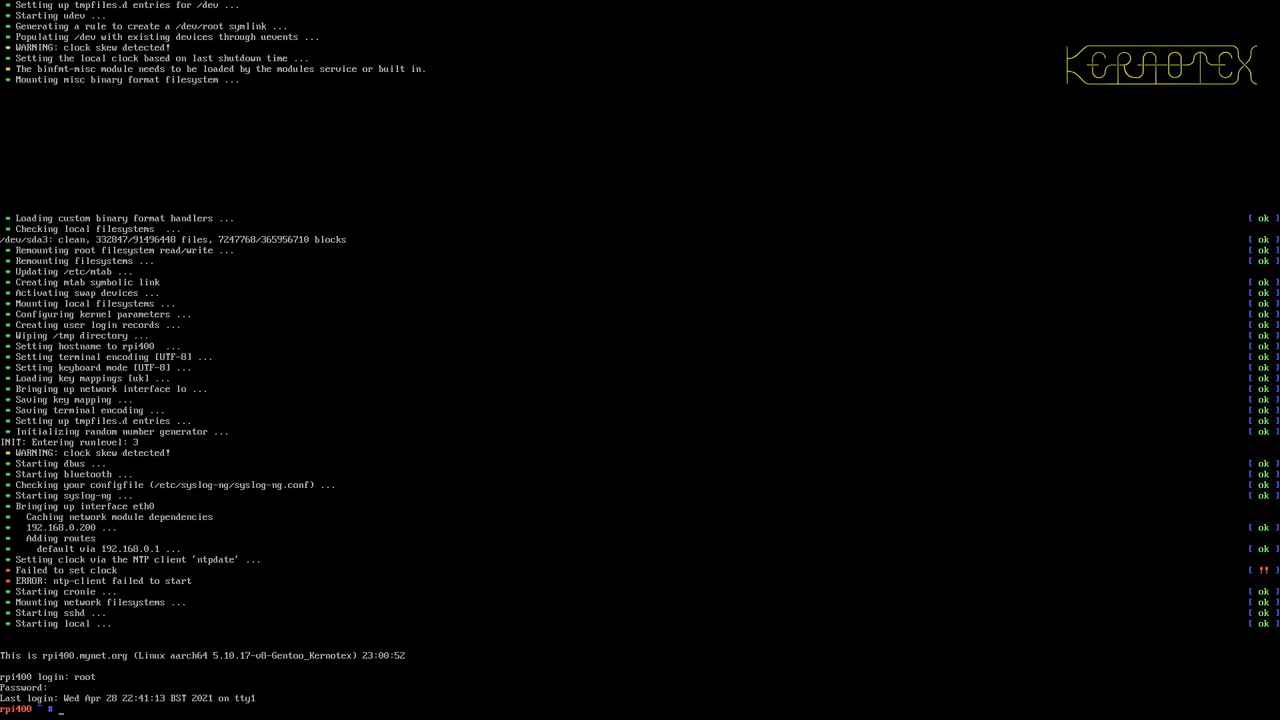 * Setting up tmpfiles.d entries for /dev ...
* Starting udev ...
* Generating a rule to create a /dev/root symlink ...
* Populating /dev with existing devices through uevents ...
* WARNING: clock skew detected!
* Setting the local clock based on last shutdown time ...
* The binfmt-misc module needs to be loaded by the modules service or built in.
* Mounting misc binary format filesystem ...
KERNOTEX
* Loading custom binary format handlers ... [ ok ]
* Checking local filesystems ...
/dev/sda3: clean, 332847/91496448 files, 7247768/365956710 blocks [ ok ]
* Remounting root filesystem read/write ... [ ok ]
* Remounting filesystems ... [ ok ]
* Updating /etc/mtab ...
* Creating mtab symbolic link [ ok ]
* Activating swap devices ... [ ok ]
* Mounting local filesystems ... [ ok ]
* Configuring kernel parameters ... [ ok ]
* Creating user login records ... [ ok ]
* Wiping /tmp directory ... [ ok ]
* Setting hostname to rpi400 ... [ ok ]
* Setting terminal encoding [UTF-8] ... [ ok ]
* Setting keyboard mode [UTF-8] ... [ ok ]
* Loading key mappings [uk] ... [ ok ]
* Bringing up network interface lo ... [ ok ]
* Saving key mapping ... [ ok ]
* Saving terminal encoding ... [ ok ]
* Setting up tmpfiles.d entries ... [ ok ]
* Initializing random number generator ... [ ok ]
INIT: Entering runlevel: 3
* WARNING: clock skew detected!
* Starting dbus ... [ ok ]
* Starting bluetooth ... [ ok ]
* Checking your configfile (/etc/syslog-ng/syslog-ng.conf) ... [ ok ]
* Starting syslog-ng ... [ ok ]
* Bringing up interface eth0
* Caching network module dependencies
* 192.168.0.200 ... [ ok ]
* Adding routes
* default via 192.168.0.1 ... [ ok ]
* Setting clock via the NTP client 'ntpdate' ...
* Failed to set clock [ !! ]
* ERROR: ntp-client failed to start
* Starting cronie ... [ ok ]
* Mounting network filesystems ... [ ok ]
* Starting sshd ... [ ok ]
* Starting local ... [ ok ]
This is rpi400.mynet.org (Linux aarch64 5.10.17-v8-Gentoo_Kernotex) 23:00:52
rpi400 login: root
Password:
Last login: Wed Apr 28 22:41:13 BST 2021 on tty1
rpi400 ~ # _